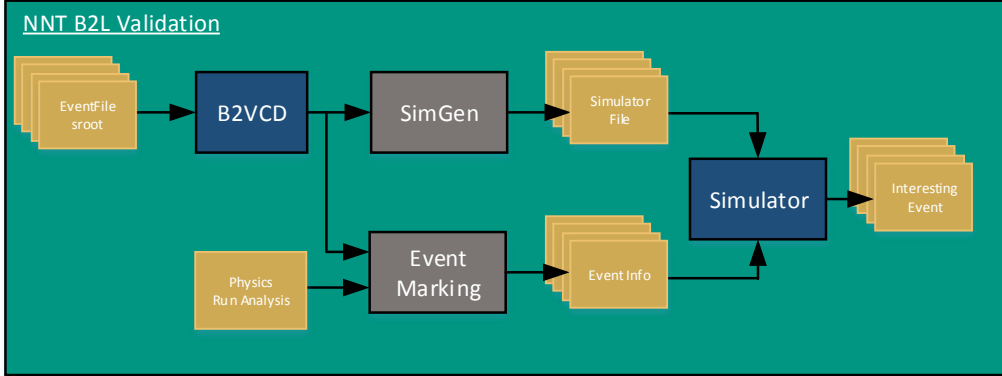 NNT B2L Validation
EventFile
sroot
B2VCD
SimGen
Simulator
File
Simulator
Interesting
Event
Physics
Run Analysis
Event
Marking
Event Info